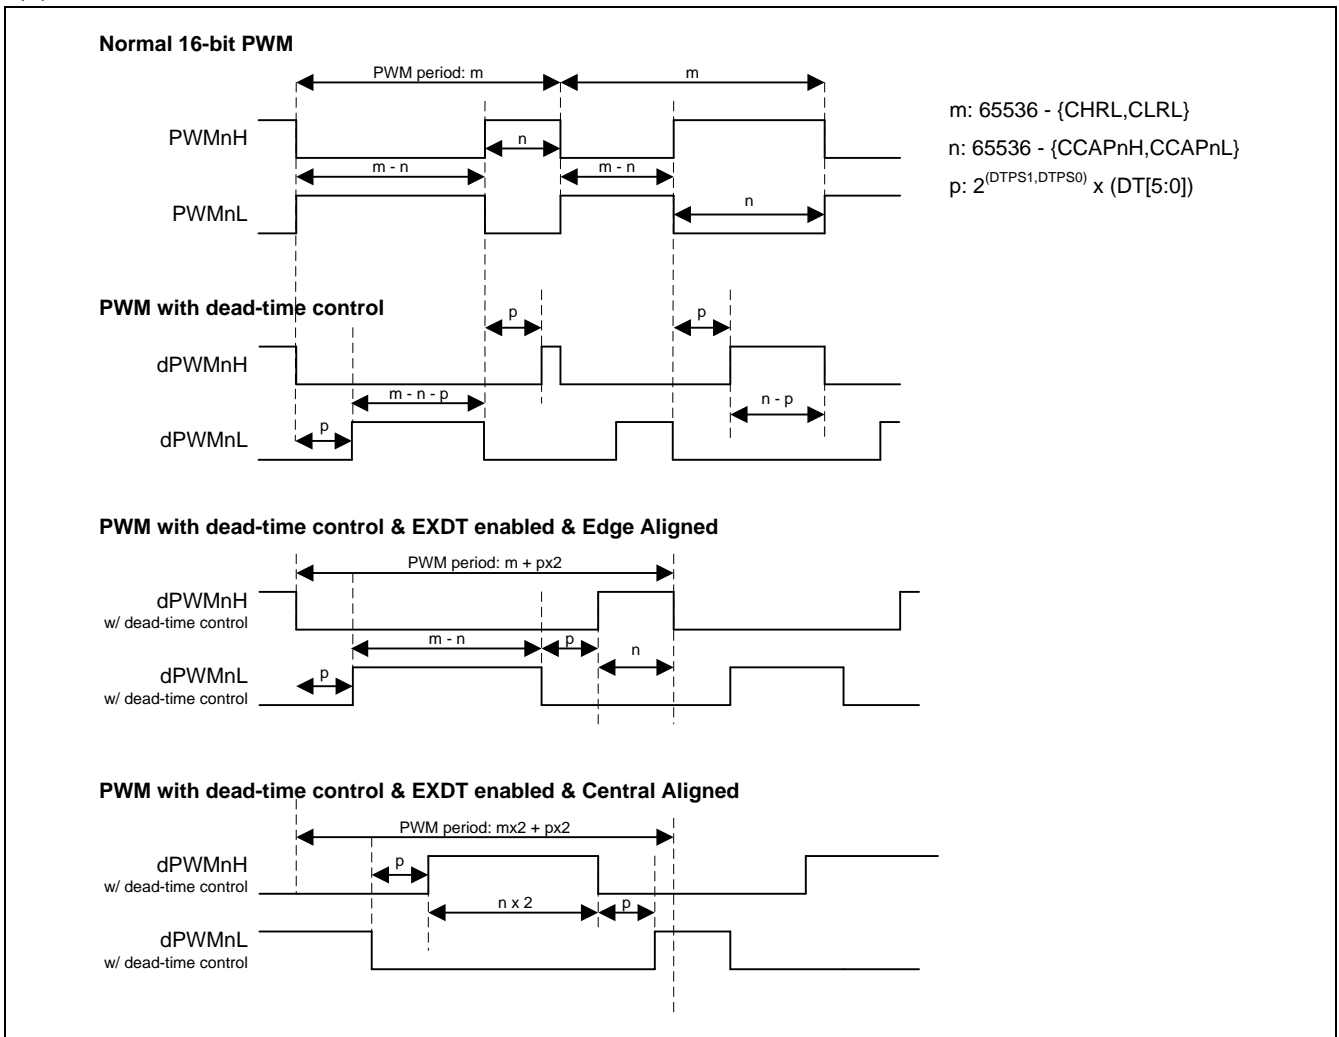 Normal 16-bit PWM
PWM period: m
m
m: 65536 - {CHRL,CLRL}
PWMnH
n
n: 65536 - {CCAPnH,CCAPnL}
m - n
m - n
p: 2(DTPS1,DTPS0) x (DT[5:0])
PWMnL
n
PWM with dead-time control
p
p
dPWMnH
m - n - p
n - p
p
dPWMnL
PWM with dead-time control & EXDT enabled & Edge Aligned
PWM period: m + px2
dPWMnH
w/ dead-time control
m - n
p
n
p
dPWMnL
w/ dead-time control
PWM with dead-time control & EXDT enabled & Central Aligned
PWM period: mx2 + px2
p
dPWMnH
w/ dead-time control
n x 2
p
dPWMnL
w/ dead-time control